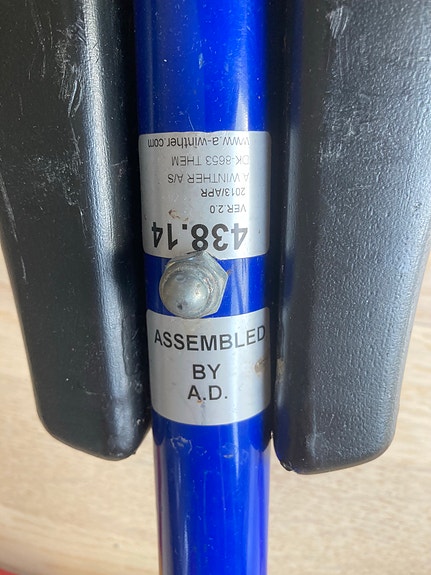 438.14
VER.2.0
2013/APR
A WINTHER A/S
DK-8653 THEM
www.a-winther.com
ASSEMBLED
BY
A.D.